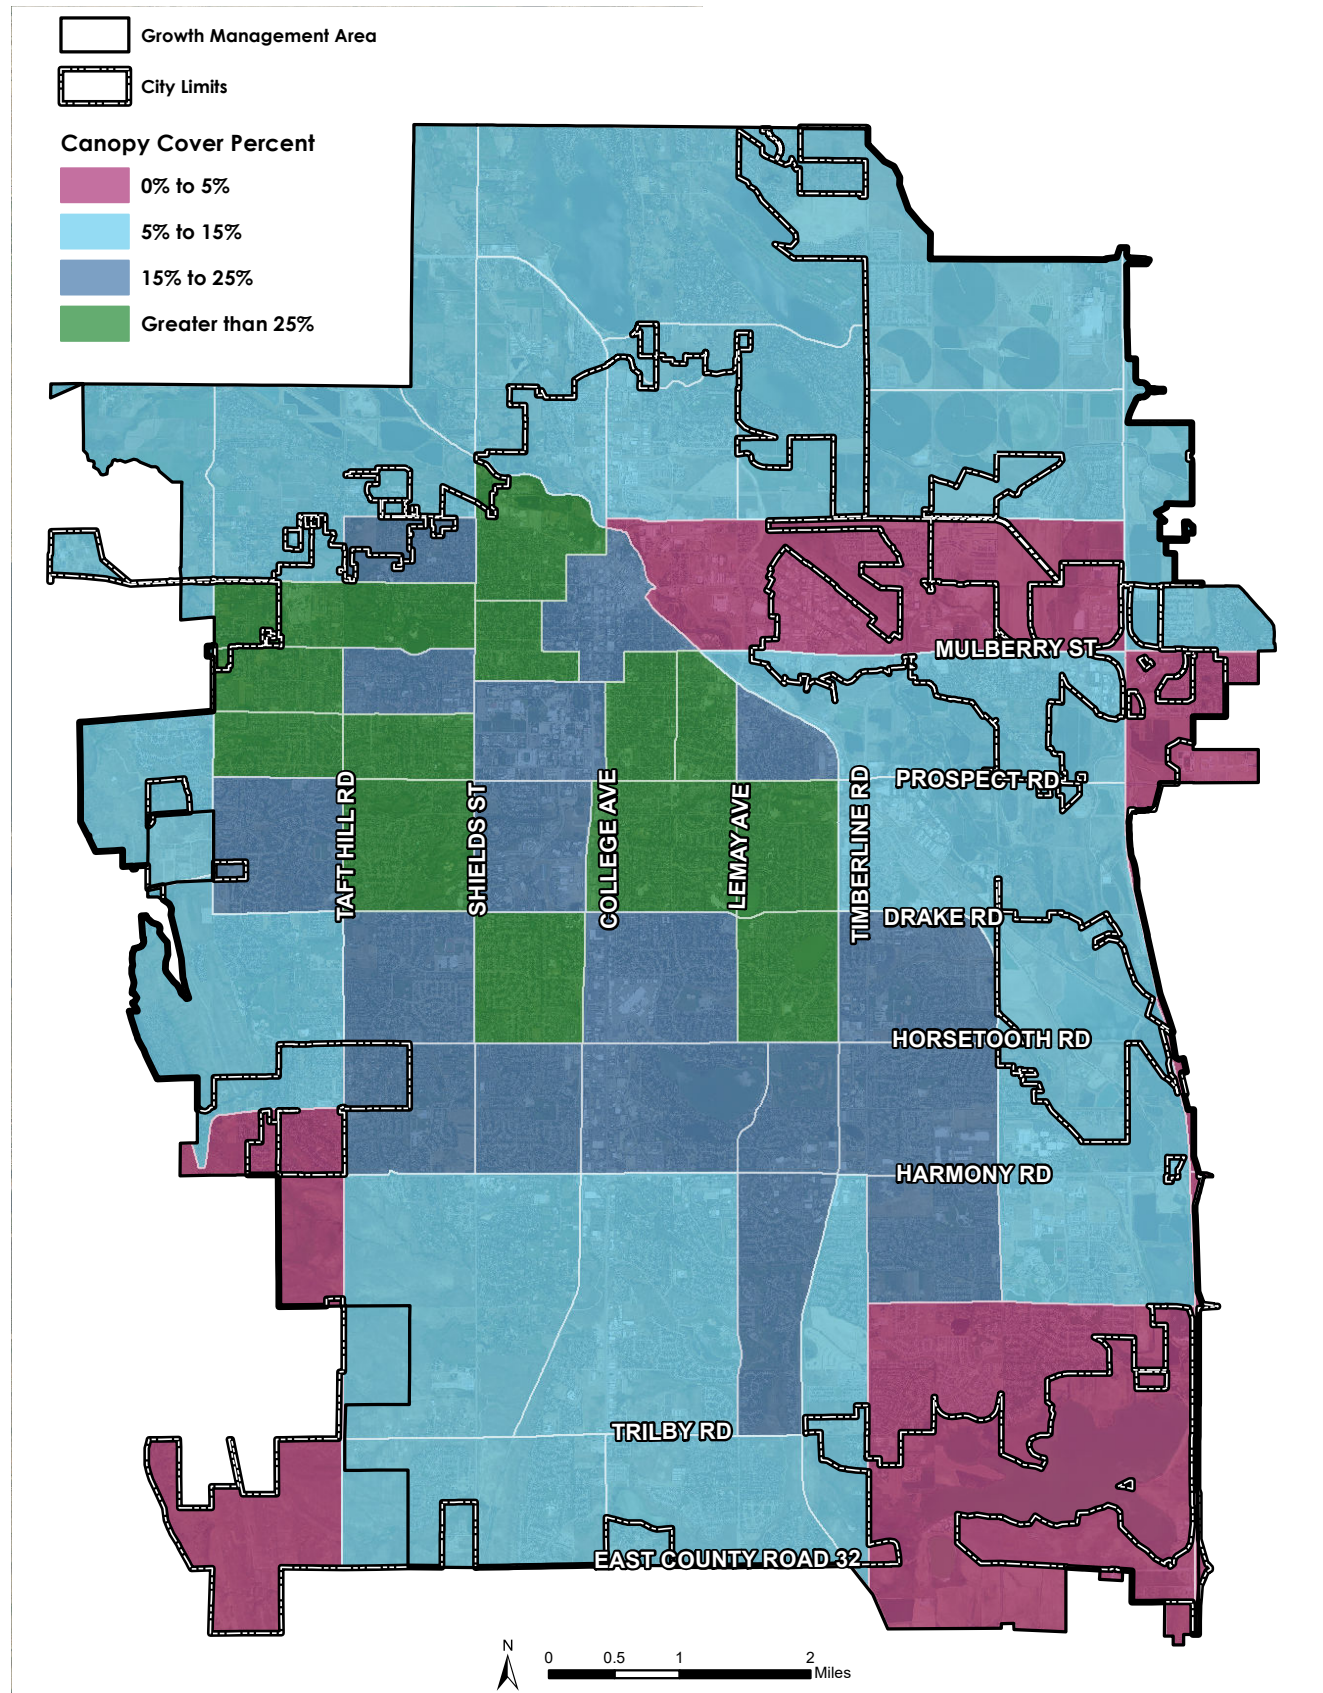 Growth Management Area
City Limits
Canopy Cover Percent
0% to 5%
5% to 15%
15% to 25%
Greater than 25%
MULBERRY ST
PROSPECT RD
TAFT HILL RD
SHIELDS ST
COLLEGE AVE
LEMAY AVE
TIMBERLINE RD
DRAKE RD
HORSETOOTH RD
HARMONY RD
TRILBY RD
EAST COUNTY ROAD 32
N
0 0.5 1 2
Miles